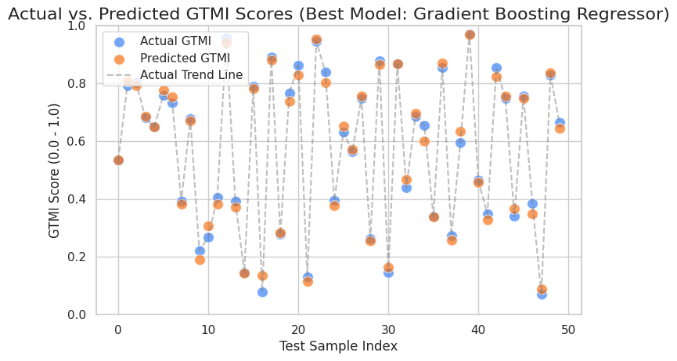 Actual vs. Predicted GTMI Scores (Best Model: Gradient Boosting Regressor)
1.0
0.8
0.6
0.4
0.2
0.0
GTMI Score (0.0 - 1.0)
Actual GTMI
Predicted GTMI
Actual Trend Line
0 10 20 30 40 50
Test Sample Index